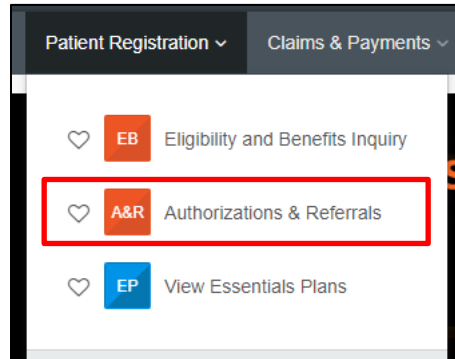 Patient Registration Claims & Payments
EB Eligibility and Benefits Inquiry
A&R Authorizations & Referrals
EP View Essentials Plans